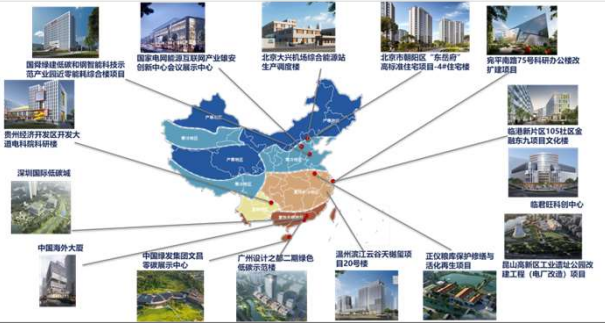 国舜绿建低碳和钢智能科技示
范产业园近零能耗综合楼项目
国家电网能源互联网产业雄安
创新中心会议展示中心
北京大兴机场综合能源站
生产调度楼
北京市朝阳区“东岳府”
高标准住宅项目-4#住宅楼
宛平南路75号科研办公楼改
扩建项目
贵州经济开发区开发大
道电科院科研楼
临港新片区105社区金
融东九项目文化楼
深圳国际低碳城
临君旺科创中心
中国海外大厦
中国绿发集团文昌
零碳展示中心
广州设计之都二期绿色
低碳示范楼
温州滨江云谷天樾玺项
目20号楼
正仪粮库保护修缮与
活化再生项目
昆山高新区工业遗址公园改
建工程（电厂改造）项目